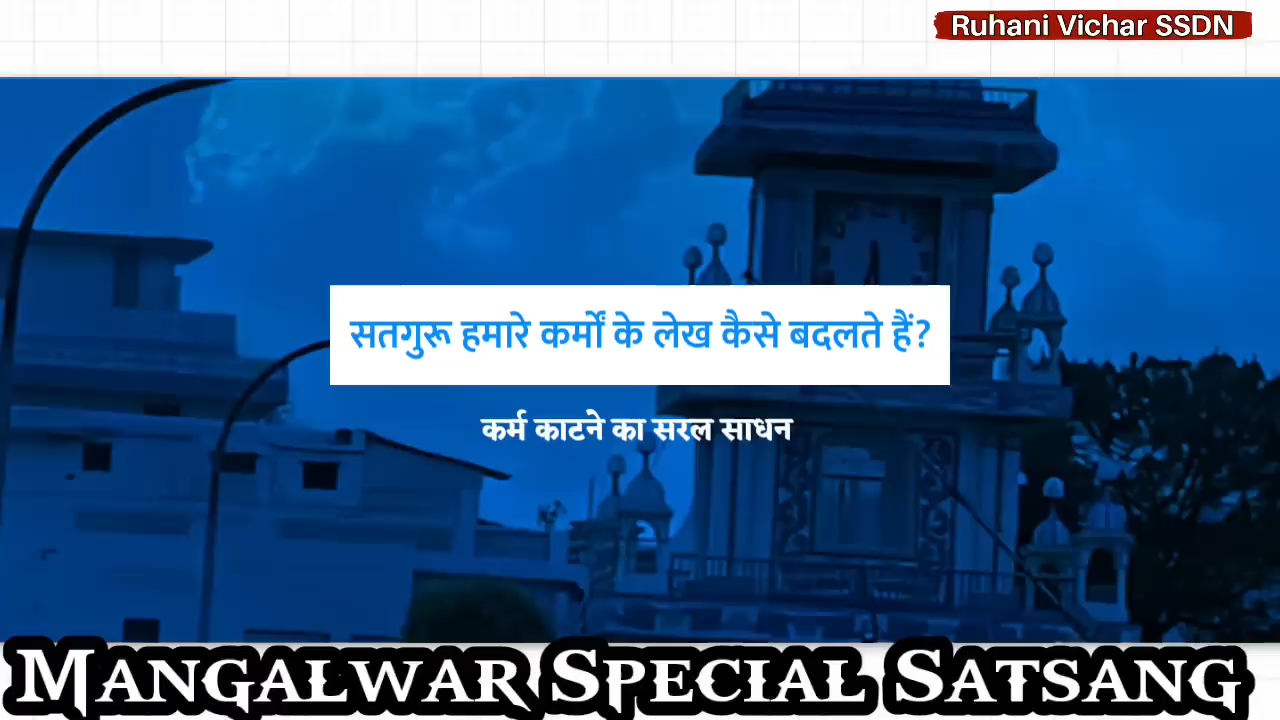 Ruhani Vichar SSDN
सतगुरू हमारे कर्मों के लेख कैसे बदलते हैं?
कर्म काटने का सरल साधन
MANGALWAR SPECIAL SATSANG